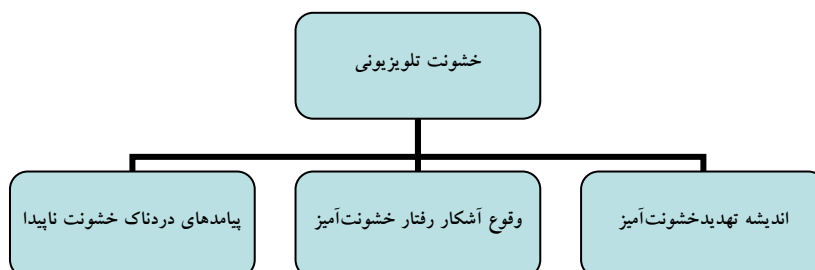 خشونت تلویزیونی
اندیشه تهدیدخشونت‌آمیز
وقوع آشکار رفتار خشونت‌آمیز
پیامدهای دردناک خشونت ناپیدا